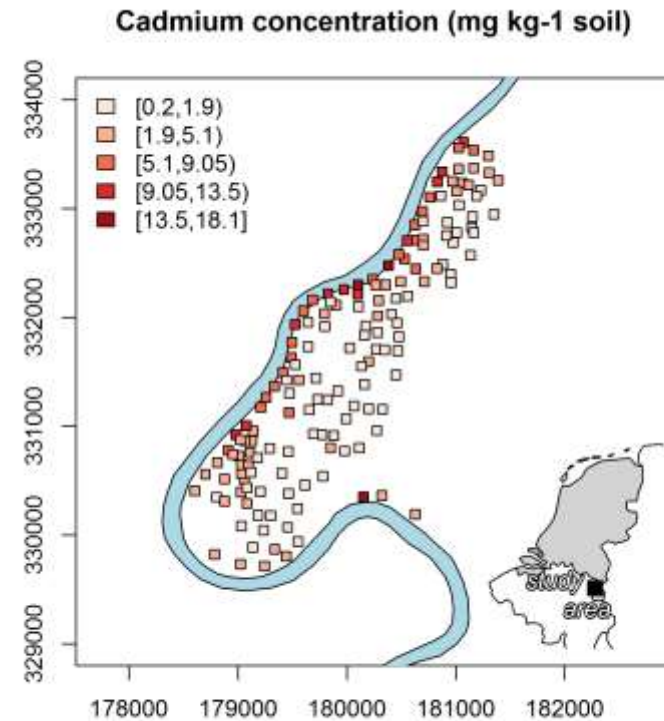 Cadmium concentration (mg kg-1 soil)
[0.2,1.9)
[1.9,5.1)
[5.1,9.05)
[9.05,13.5)
[13.5,18.1]
334000
333000
332000
331000
330000
329000
study
area
178000 179000 180000 181000 182000